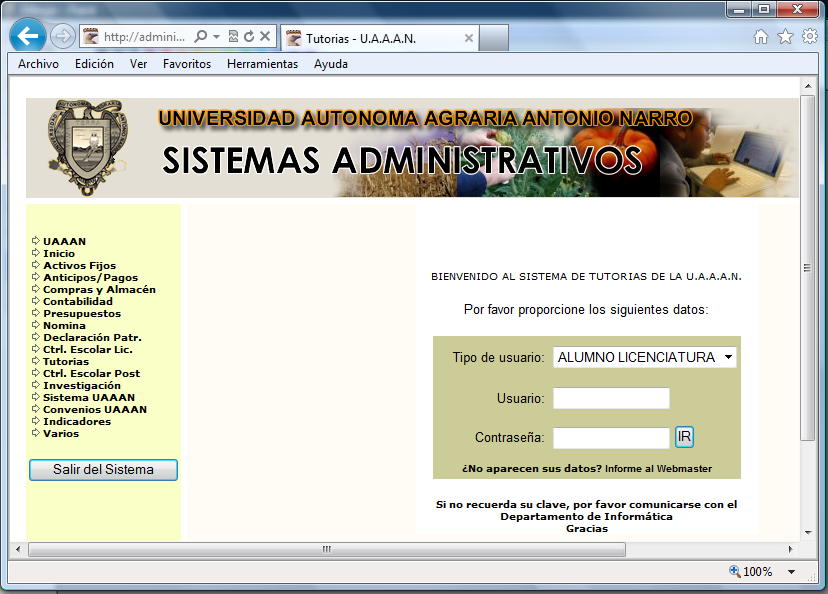 http://admini...
Tutorias - U.A.A.A.N.
Archivo Edición Ver Favoritos Herramientas Ayuda
UNIVERSIDAD AUTONOMA AGRARIA ANTONIO NARRO
SISTEMAS ADMINISTRATIVOS
UAAAN
Inicio
Activos Fijos
Anticipos/Pagos
Compras y Almacén
Contabilidad
Presupuestos
Nomina
Declaración Patr.
Ctrl. Escolar Lic.
Tutorias
Ctrl. Escolar Post
Investigación
Sistema UAAAN
Convenios UAAAN
Indicadores
Varios
Salir del Sistema
BIENVENIDO AL SISTEMA DE TUTORIAS DE LA U.A.A.A.N.
Por favor proporcione los siguientes datos:
Tipo de usuario: ALUMNO LICENCIATURA
Usuario:
Contraseña: IR
¿No aparecen sus datos? Informe al Webmaster
Si no recuerda su clave, por favor comunicarse con el
Departamento de Informática
Gracias
100%